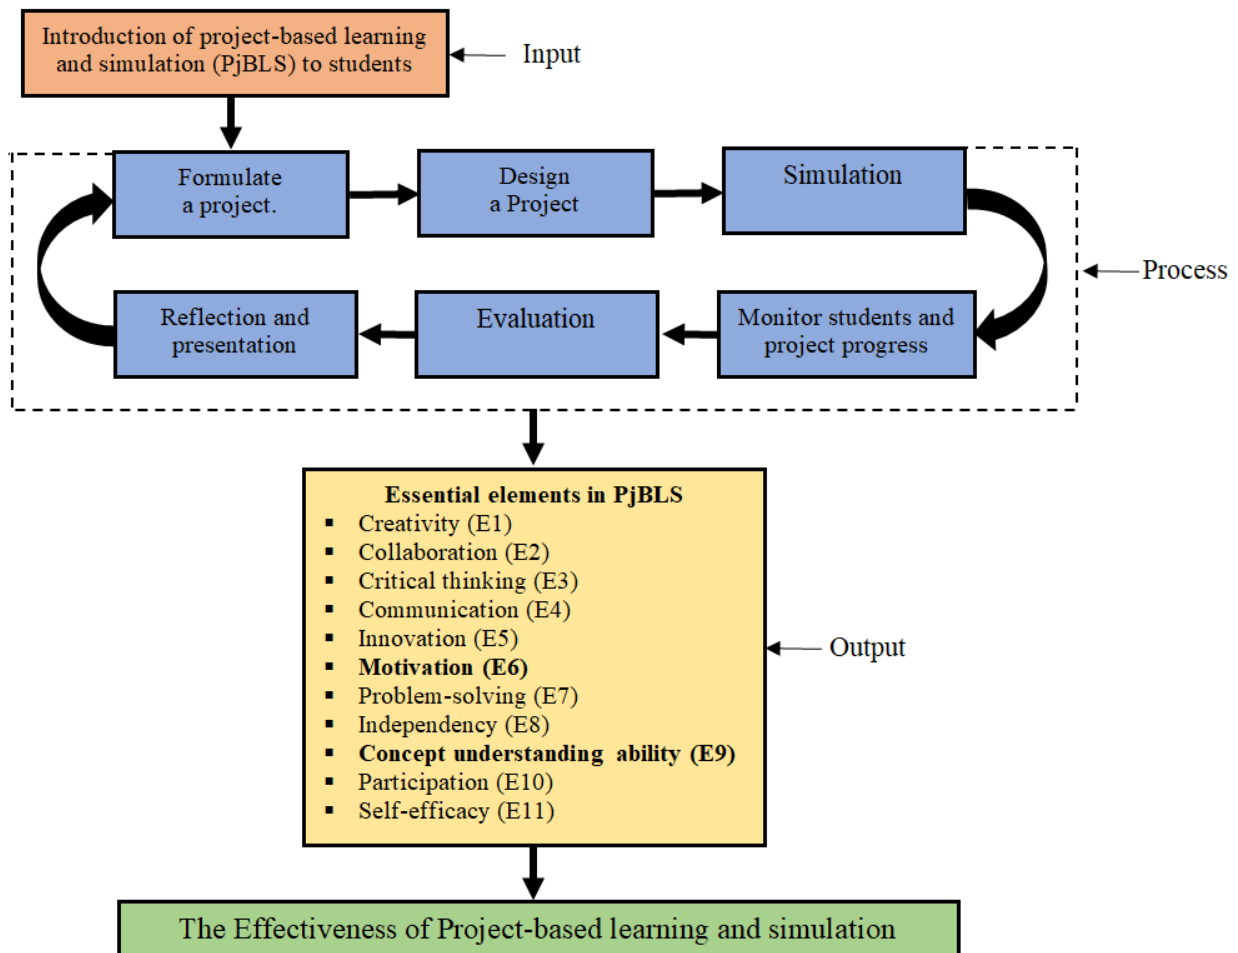 Introduction of project-based learning
and simulation (PjBLS) to students
Input
Formulate
a project.
Design
a Project
Simulation
Process
Reflection and
presentation
Evaluation
Monitor students and
project progress
Essential elements in PjBLS
▪ Creativity (E1)
▪ Collaboration (E2)
▪ Critical thinking (E3)
▪ Communication (E4)
▪ Innovation (E5)
▪ Motivation (E6)
▪ Problem-solving (E7)
▪ Independency (E8)
▪ Concept understanding ability (E9)
▪ Participation (E10)
▪ Self-efficacy (E11)
Output
The Effectiveness of Project-based learning and simulation